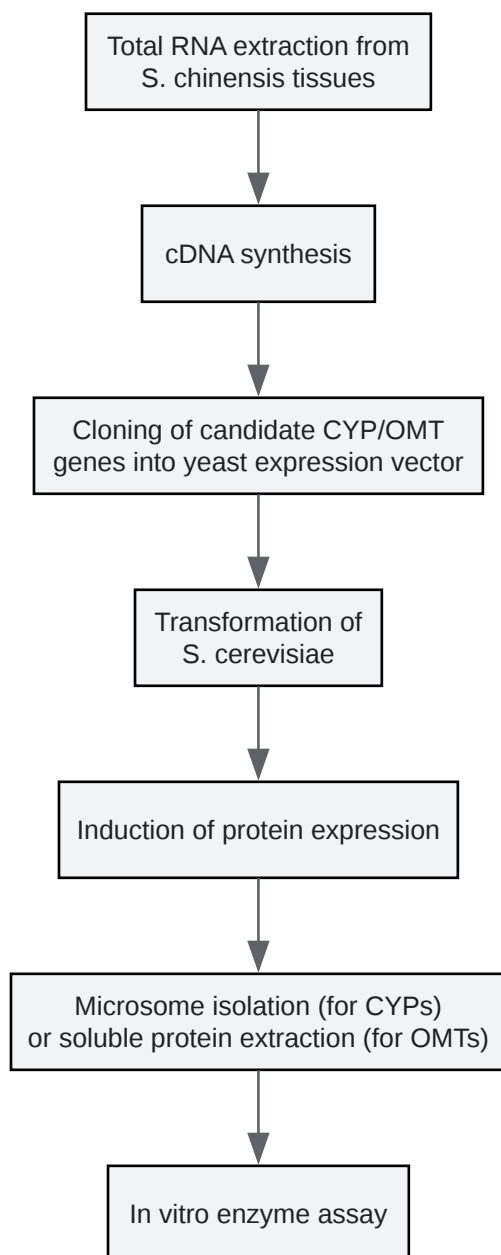 Total RNA extraction from
S. chinensis tissues
cDNA synthesis
Cloning of candidate CYP/OMT
genes into yeast expression vector
Transformation of
S. cerevisiae
Induction of protein expression
Microsome isolation (for CYPs)
or soluble protein extraction (for OMTs)
In vitro enzyme assay